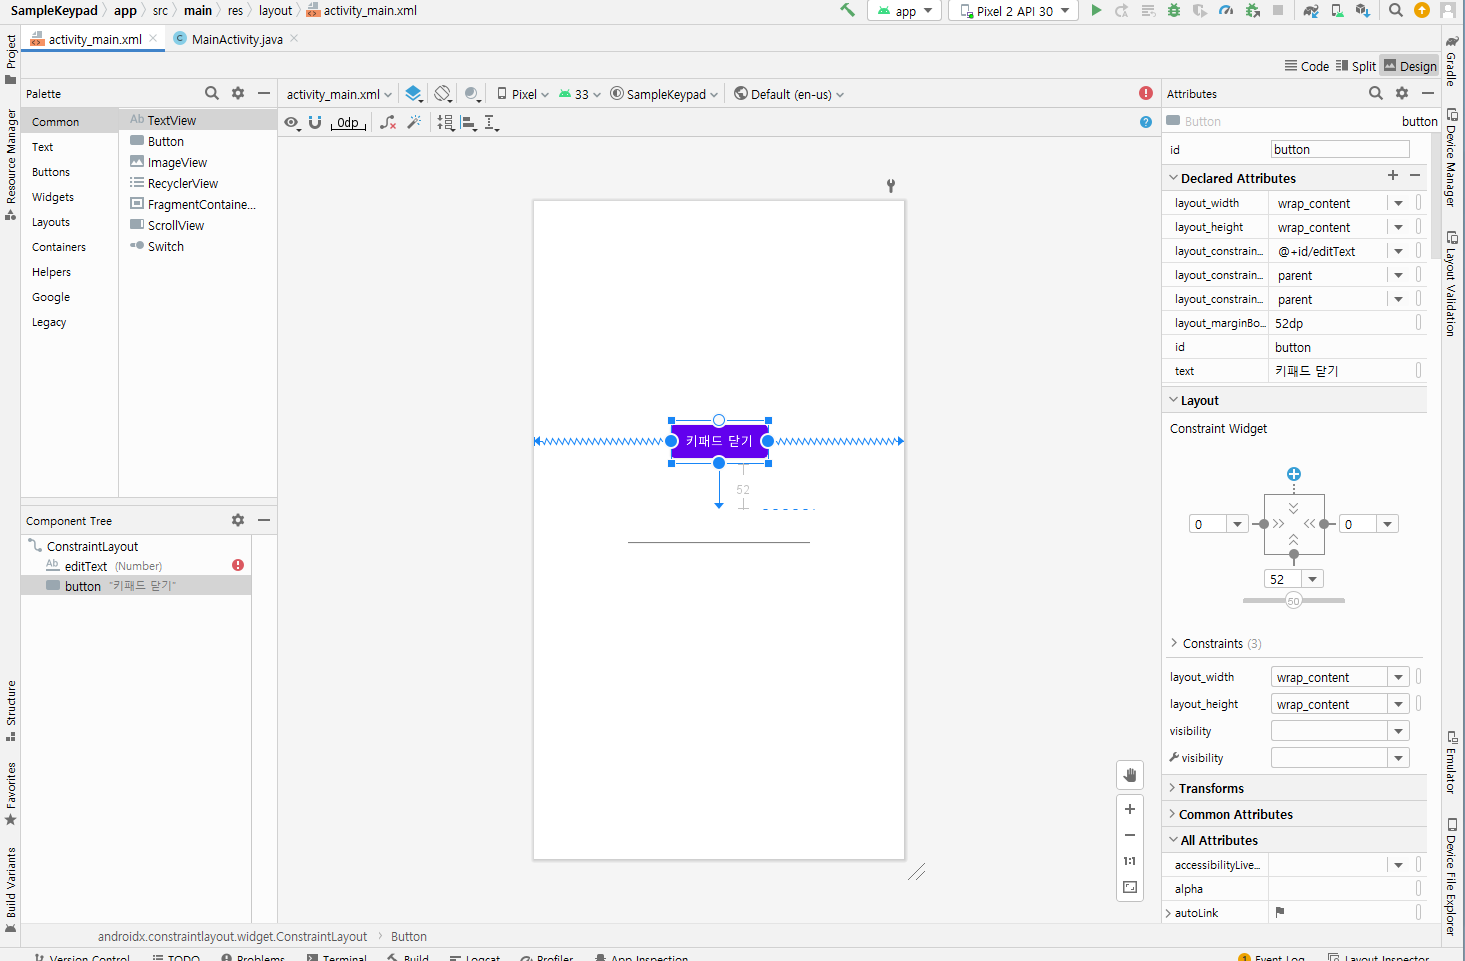 SampleKeypad app src main res layout activity_main.xml
app Pixel 2 API 30
activity_main.xml MainActivity.java
Code Split Design
Project
Resource Manager
Structure
Favorites
Build Variants
Palette
Common
Text
Buttons
Widgets
Layouts
Containers
Helpers
Google
Legacy
Ab TextView
Button
ImageView
RecyclerView
FragmentContaine...
ScrollView
Switch
Component Tree
ConstraintLayout
Ab editText (Number)
button "키패드 닫기"
activity_main.xml Pixel 33 SampleKeypad Default (en-us)
0dp
키패드 닫기
52
1:1
Attributes
Button button
id button
Declared Attributes
layout_width wrap_content
layout_height wrap_content
layout_constrain... @+id/editText
layout_constrain... parent
layout_constrain... parent
layout_marginBo... 52dp
id button
text 키패드 닫기
Layout
Constraint Widget
0 0
52
50
Constraints (3)
layout_width wrap_content
layout_height wrap_content
visibility
visibility
Transforms
Common Attributes
All Attributes
accessibilityLive...
alpha
autoLink
Gradle
Device Manager
Layout Validation
Emulator
Device File Explorer
androidx.constraintlayout.widget.ConstraintLayout Button
Version Control TODO Problems Terminal Build Logcat Profiler App Inspection 1 Event Log Layout Inspector